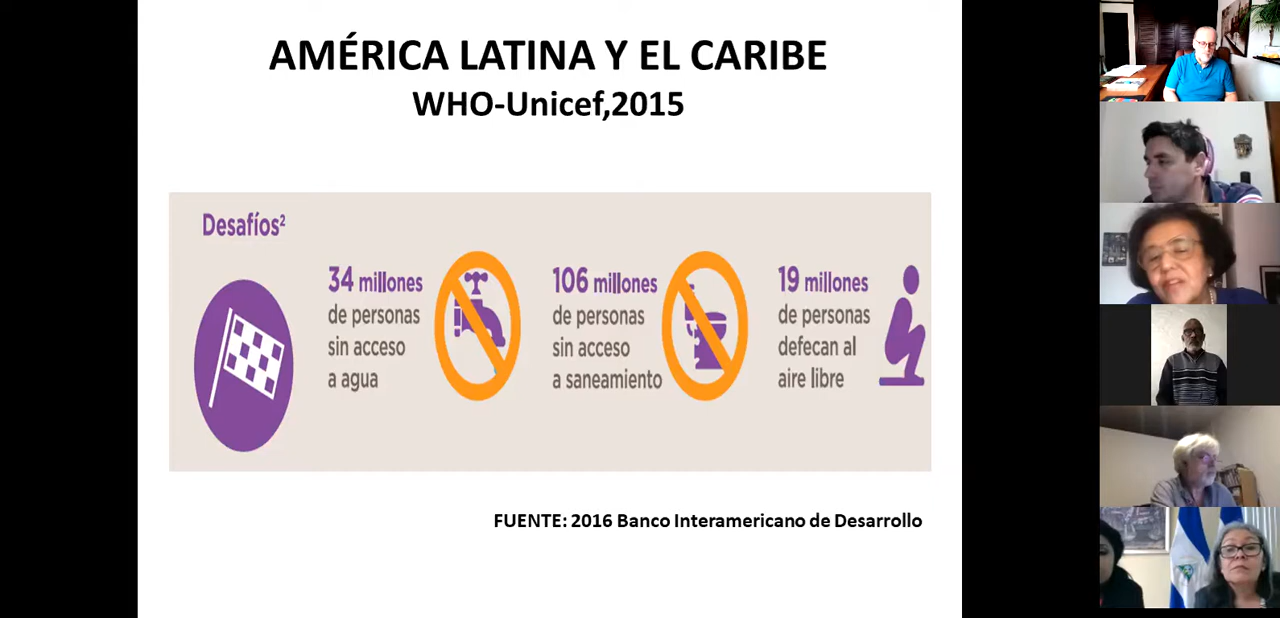 AMÉRICA LATINA Y EL CARIBE
WHO-Unicef,2015
Desafíos²
34 millones
de personas
sin acceso
a agua
106 millones
de personas
sin acceso
a saneamiento
19 millones
de personas
defecan al
aire libre
FUENTE: 2016 Banco Interamericano de Desarrollo